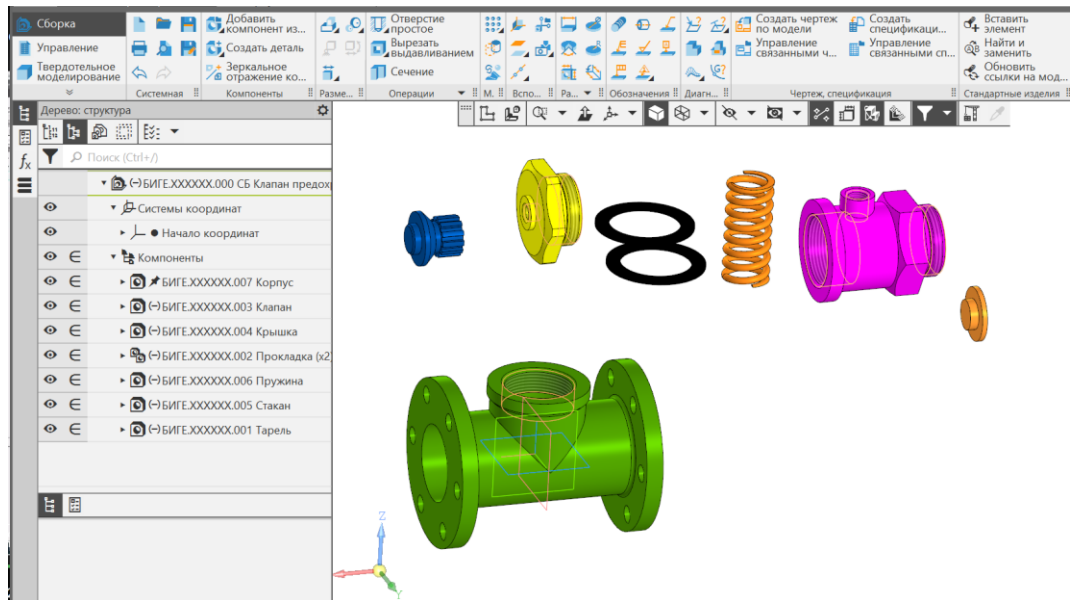 Сборка
Управление
Твердотельное
моделирование
Системная
Добавить
компонент из...
Создать деталь
Зеркальное
отражение ко...
Компоненты
Разме...
Отверстие
простое
Вырезать
выдавливанием
Сечение
Операции
М.
Вспо...
Ра...
Обозначения
Диагн...
Создать чертеж
по модели
Управление
связанными ч...
Создать
спецификаци...
Управление
связанными сп...
Чертеж, спецификация
Вставить
элемент
Найти и
заменить
Обновить
ссылки на мод...
Стандартные изделия
Дерево: структура
Поиск (Ctrl+/)
(-)БИГЕ.XXXXXX.000 СБ Клапан предох
Системы координат
Начало координат
Компоненты
БИГЕ.XXXXXX.007 Корпус
(-)БИГЕ.XXXXXX.003 Клапан
(-)БИГЕ.XXXXXX.004 Крышка
(-)БИГЕ.XXXXXX.002 Прокладка (x2)
(-)БИГЕ.XXXXXX.006 Пружина
(-)БИГЕ.XXXXXX.005 Стакан
(-)БИГЕ.XXXXXX.001 Тарель
fx
Z
Y